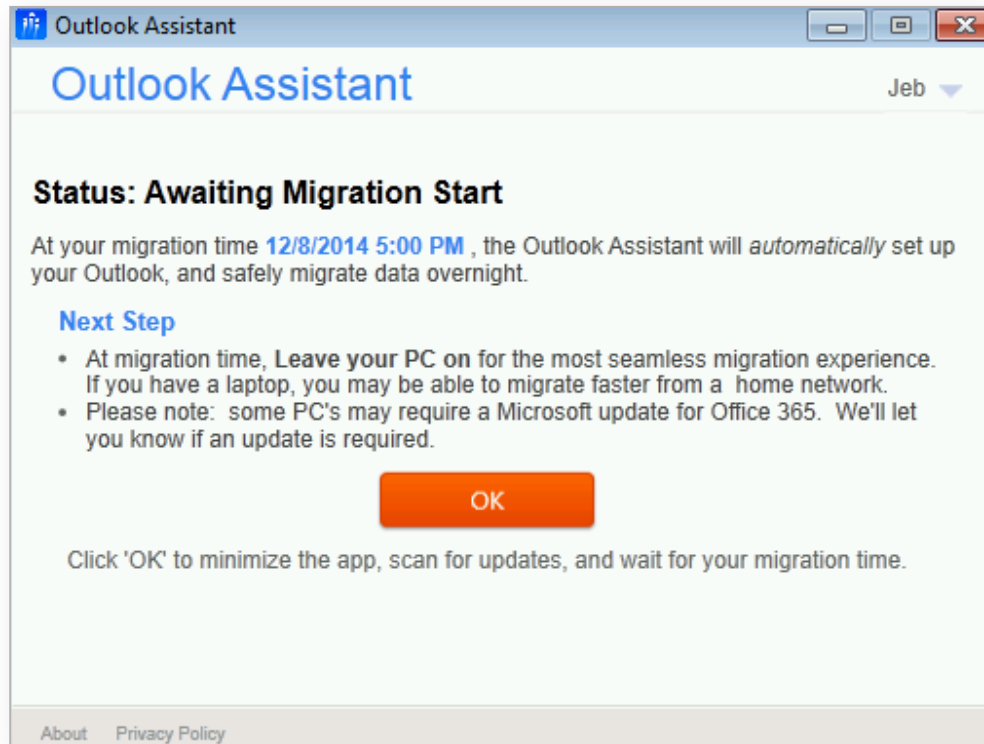 Outlook Assistant
Outlook Assistant
Jeb
Status: Awaiting Migration Start
At your migration time 12/8/2014 5:00 PM , the Outlook Assistant will automatically set up
your Outlook, and safely migrate data overnight.
Next Step
• At migration time, Leave your PC on for the most seamless migration experience.
If you have a laptop, you may be able to migrate faster from a  home network.
• Please note:  some PC's may require a Microsoft update for Office 365.  We'll let
you know if an update is required.
OK
Click 'OK' to minimize the app, scan for updates, and wait for your migration time.
About
Privacy Policy